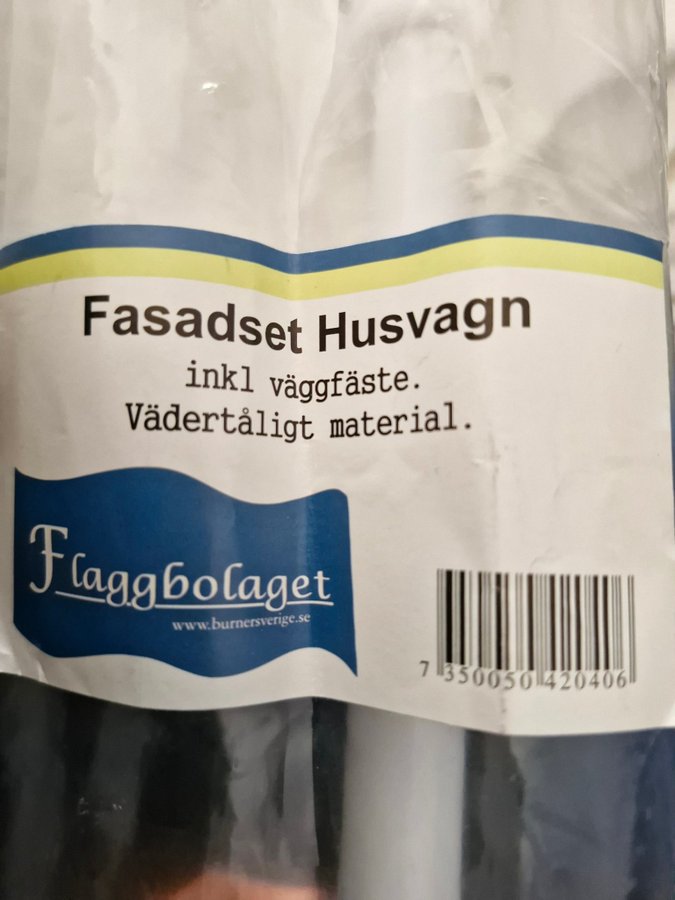 Fasadset Husvagn
inkl väggfäste.
Vädertåligt material.
Flaggbolaget
www.burnersverige.se
7 350050 420406